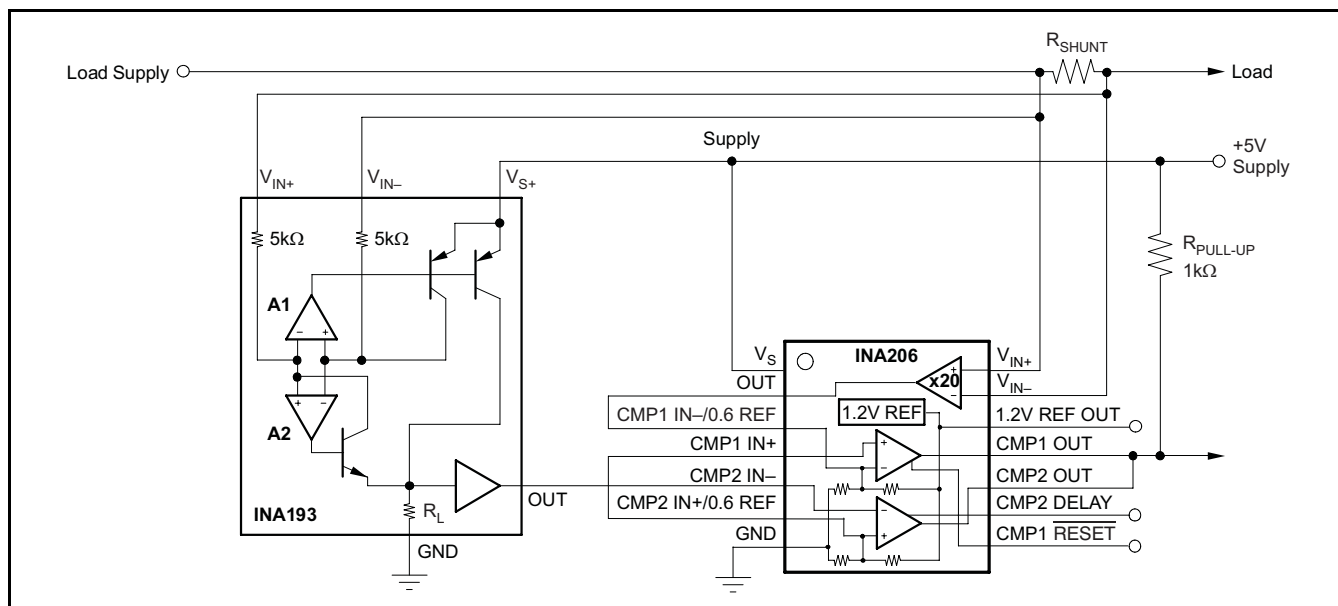 R_SHUNT
Load Supply
Load
Supply
+5V
Supply
V_IN+
V_IN–
V_S+
5kΩ
5kΩ
R_PULL-UP
1kΩ
A1
– +
A2
+ –
V_S
INA206
V_IN+
OUT
x20
+
–
V_IN–
CMP1 IN–/0.6 REF
1.2V REF
1.2V REF OUT
CMP1 IN+
+
–
CMP1 OUT
CMP2 IN–
CMP2 OUT
OUT
CMP2 IN+/0.6 REF
–
+
CMP2 DELAY
INA193
R_L
GND
GND
CMP1 RESET